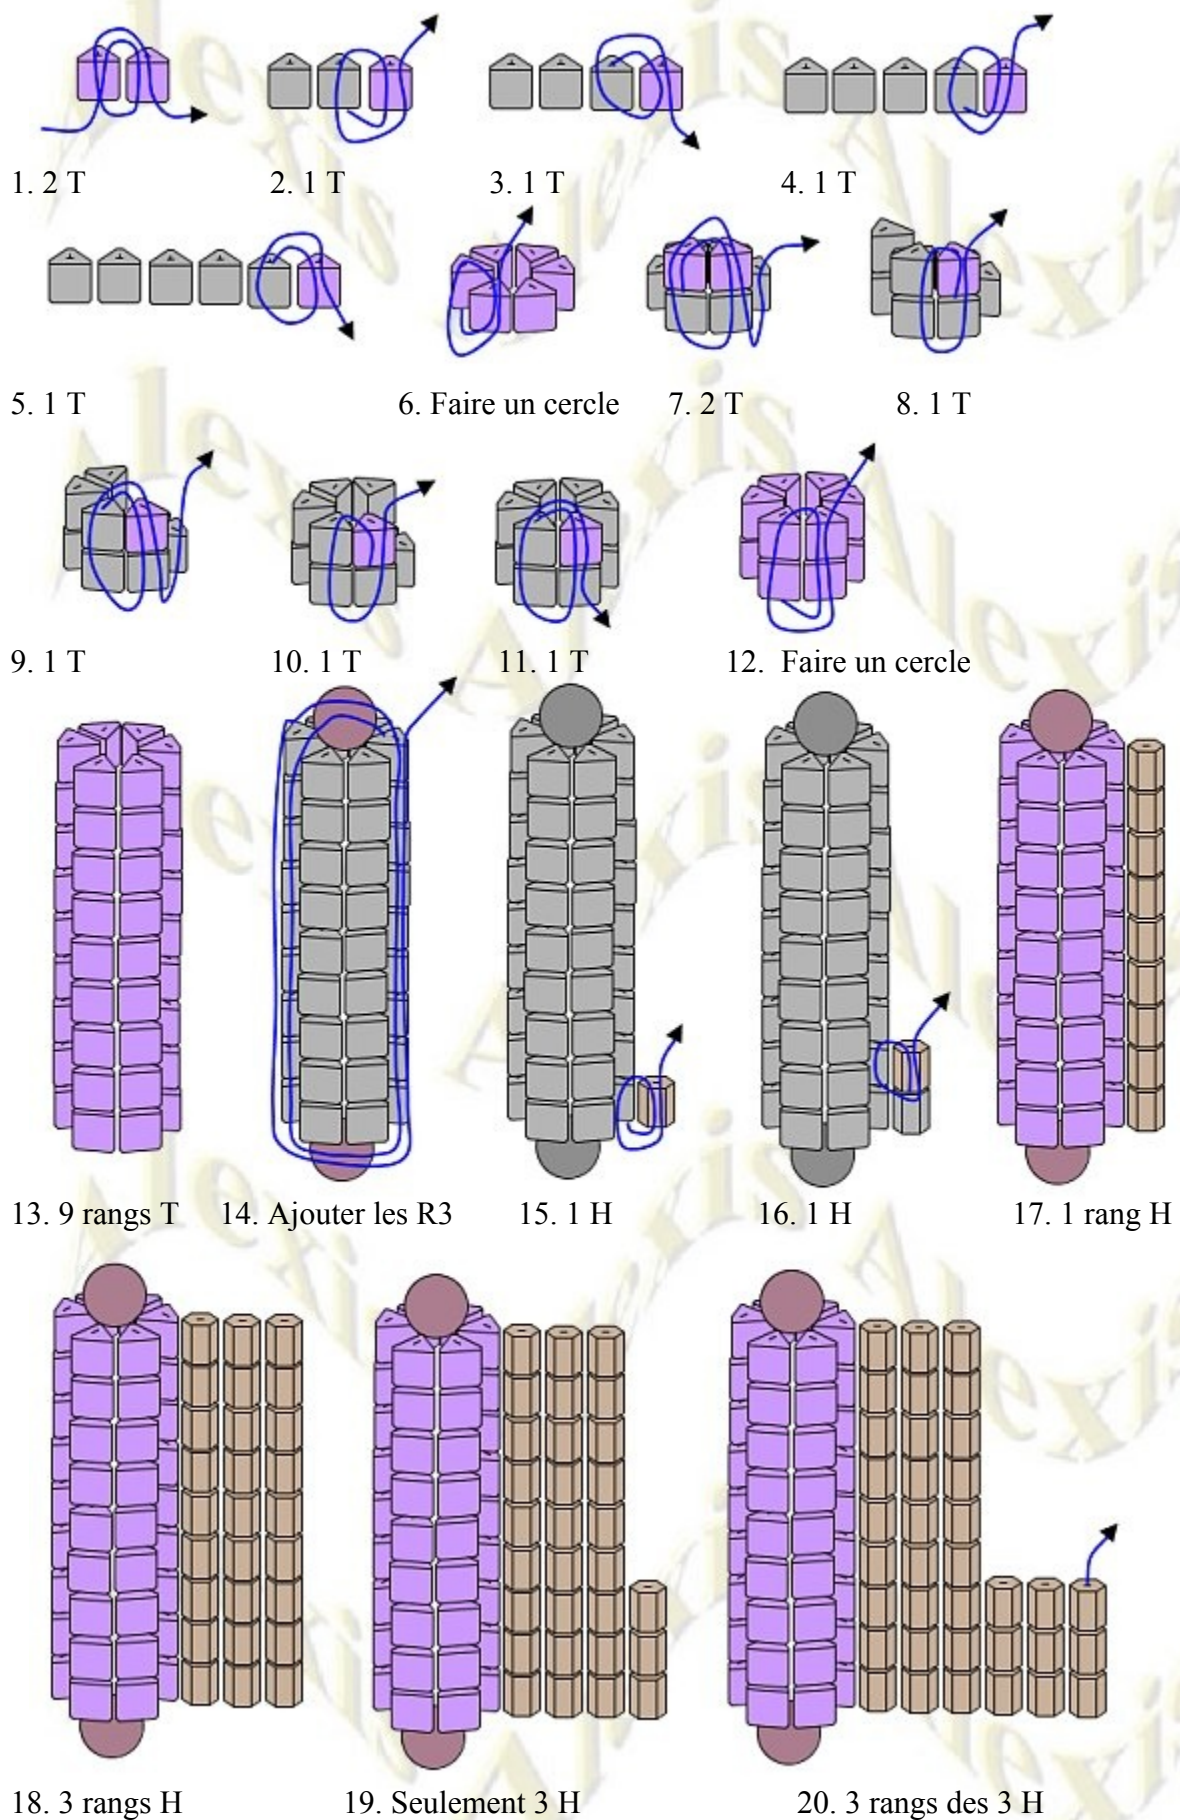 1. 2 T 2. 1 T 3. 1 T 4. 1 T
5. 1 T 6. Faire un cercle 7. 2 T 8. 1 T
9. 1 T 10. 1 T 11. 1 T 12. Faire un cercle
13. 9 rangs T 14. Ajouter les R3 15. 1 H 16. 1 H 17. 1 rang H
18. 3 rangs H 19. Seulement 3 H 20. 3 rangs des 3 H
Alexis